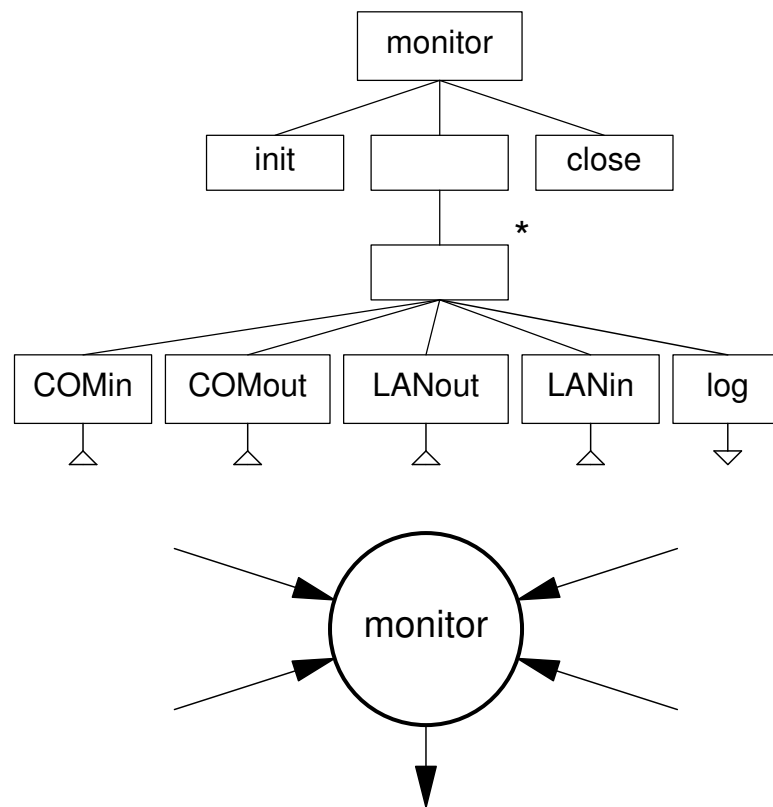 monitor
init
close
*
COMin
COMout
LANout
LANin
log
monitor